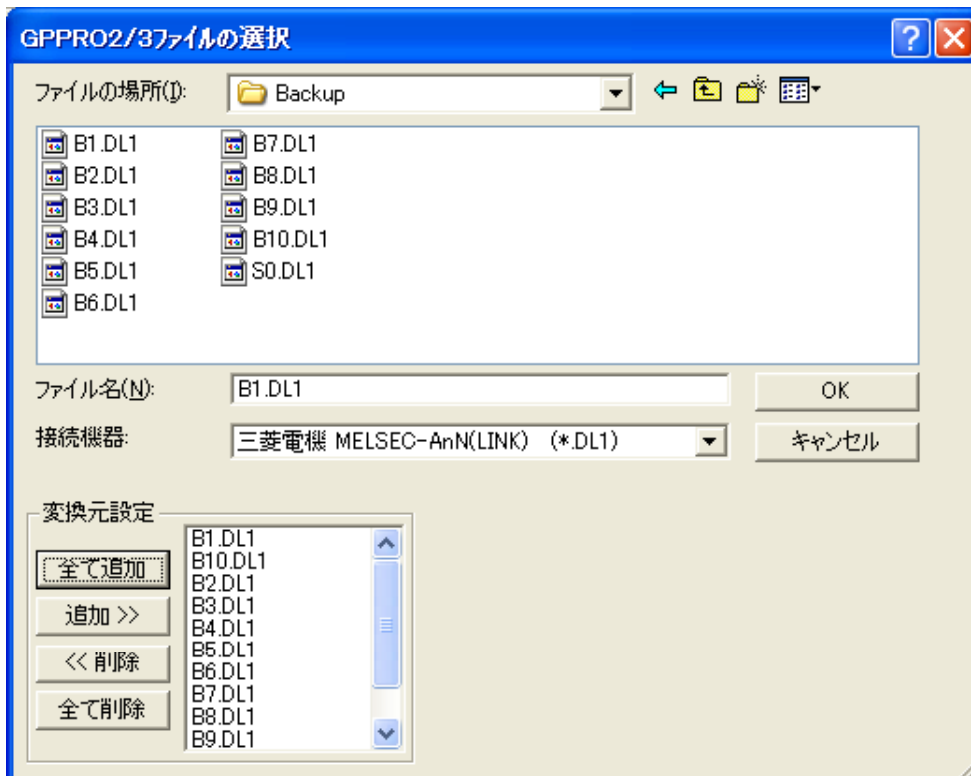 GPPRO2/3ファイルの選択
ファイルの場所(I):
Backup
B1.DL1
B2.DL1
B3.DL1
B4.DL1
B5.DL1
B6.DL1
B7.DL1
B8.DL1
B9.DL1
B10.DL1
S0.DL1
ファイル名(N):
B1.DL1
OK
接続機器:
三菱電機 MELSEC-AnN(LINK) (*.DL1)
キャンセル
変換元設定
全て追加
追加 >>
<< 削除
全て削除
B1.DL1
B10.DL1
B2.DL1
B3.DL1
B4.DL1
B5.DL1
B6.DL1
B7.DL1
B8.DL1
B9.DL1